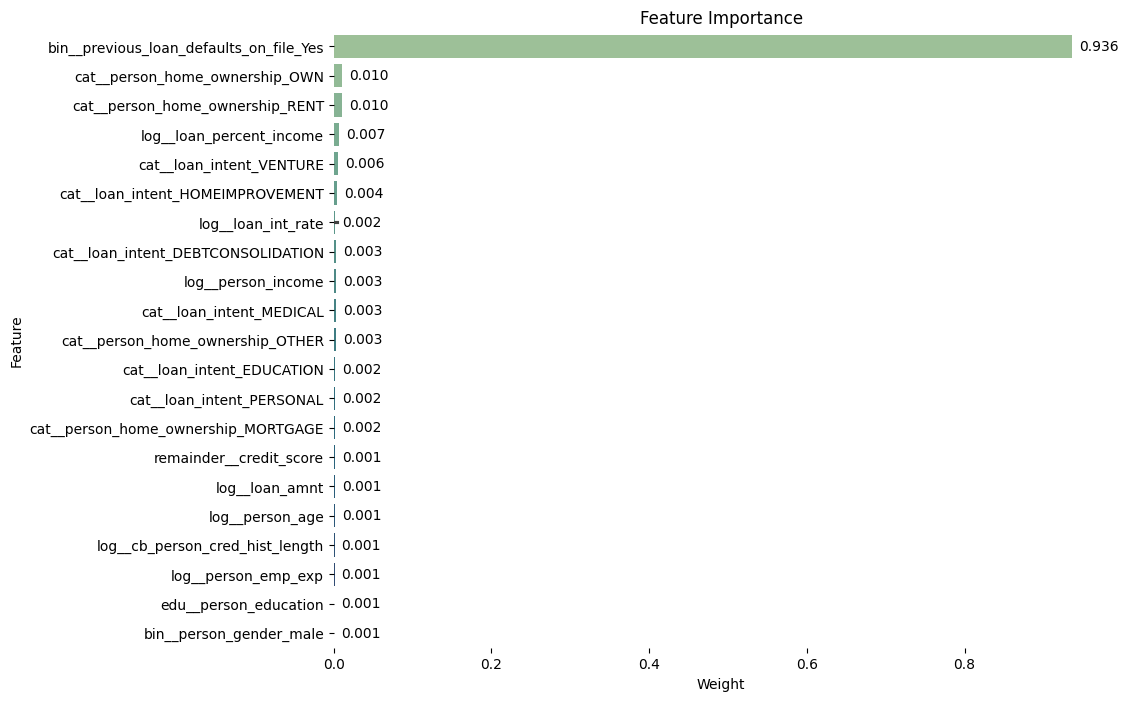 Feature Importance
bin__previous_loan_defaults_on_file_Yes 0.936
cat__person_home_ownership_OWN 0.010
cat__person_home_ownership_RENT 0.010
log__loan_percent_income 0.007
cat__loan_intent_VENTURE 0.006
cat__loan_intent_HOMEIMPROVEMENT 0.004
log__loan_int_rate 0.002
cat__loan_intent_DEBTCONSOLIDATION 0.003
log__person_income 0.003
cat__loan_intent_MEDICAL 0.003
cat__person_home_ownership_OTHER 0.003
cat__loan_intent_EDUCATION 0.002
cat__loan_intent_PERSONAL 0.002
cat__person_home_ownership_MORTGAGE 0.002
remainder__credit_score 0.001
log__loan_amnt 0.001
log__person_age 0.001
log__cb_person_cred_hist_length 0.001
log__person_emp_exp 0.001
edu__person_education 0.001
bin__person_gender_male 0.001
Feature
0.0 0.2 0.4 0.6 0.8
Weight